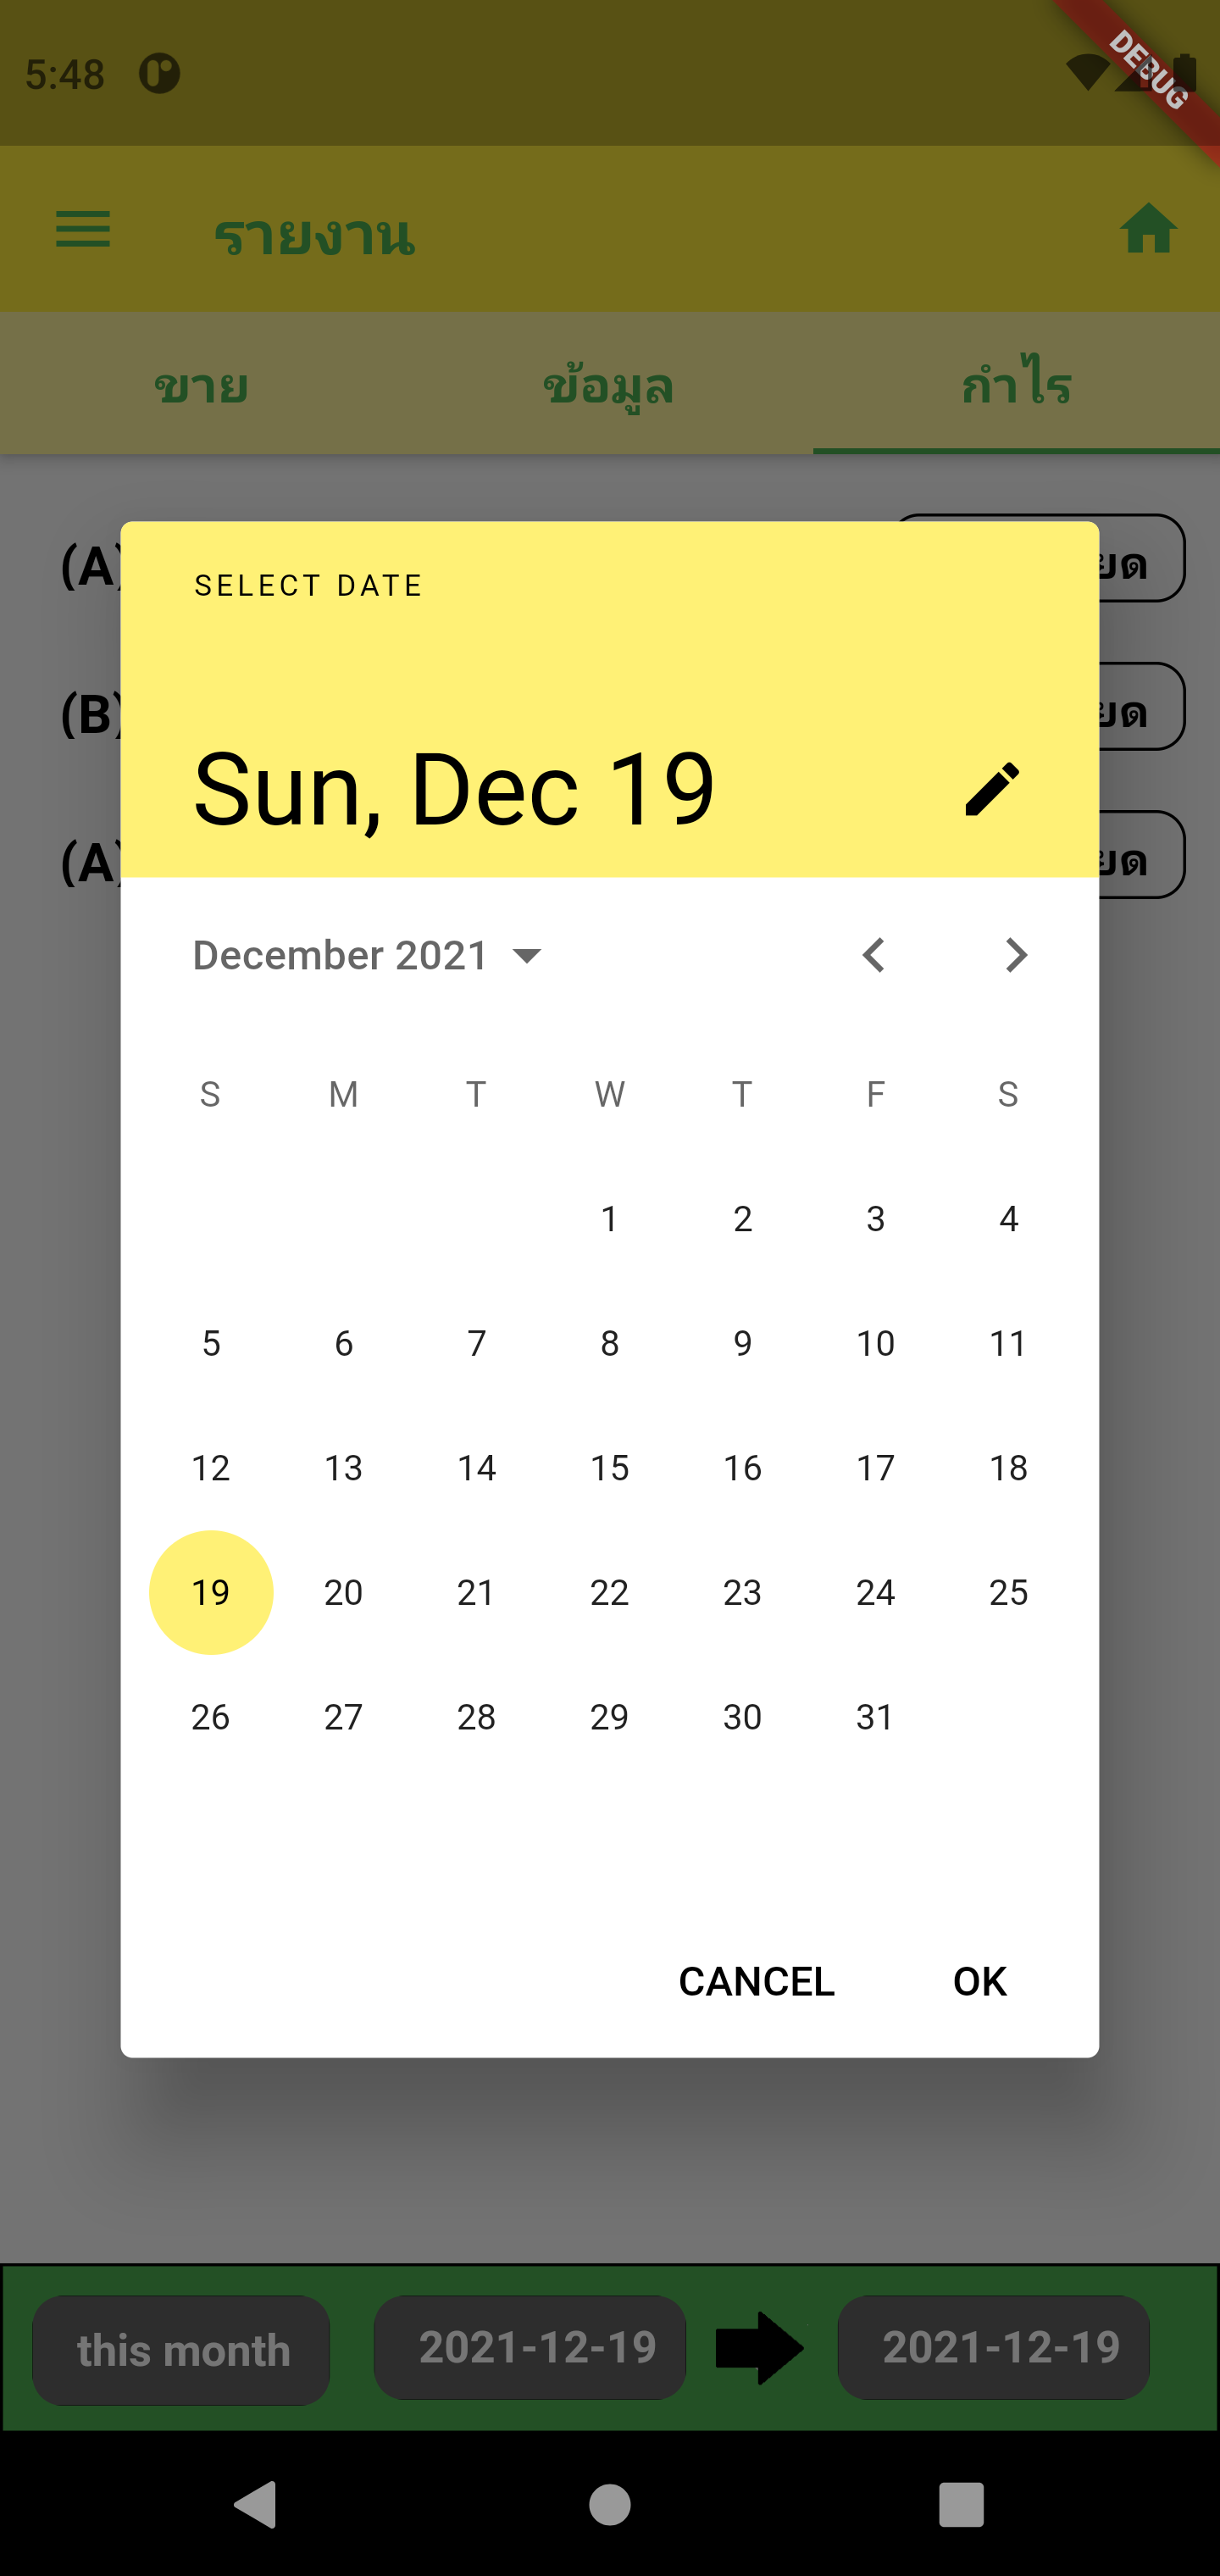 5:48
DEBUG
รายงาน
ขาย ข้อมูล กำไร
(A)
SELECT DATE
(B)
Sun, Dec 19
(A)
December 2021
S M T W T F S
1 2 3 4
5 6 7 8 9 10 11
12 13 14 15 16 17 18
19 20 21 22 23 24 25
26 27 28 29 30 31
CANCEL OK
this month 2021-12-19 2021-12-19